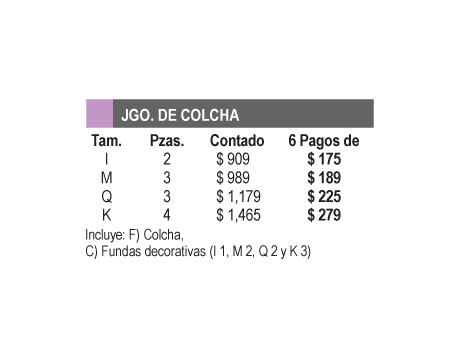 JGO. DE COLCHA
Tam. Pzas. Contado 6 Pagos de
I 2 $ 909 $ 175
M 3 $ 989 $ 189
Q 3 $ 1,179 $ 225
K 4 $ 1,465 $ 279
Incluye: F) Colcha,
C) Fundas decorativas (I 1, M 2, Q 2 y K 3)